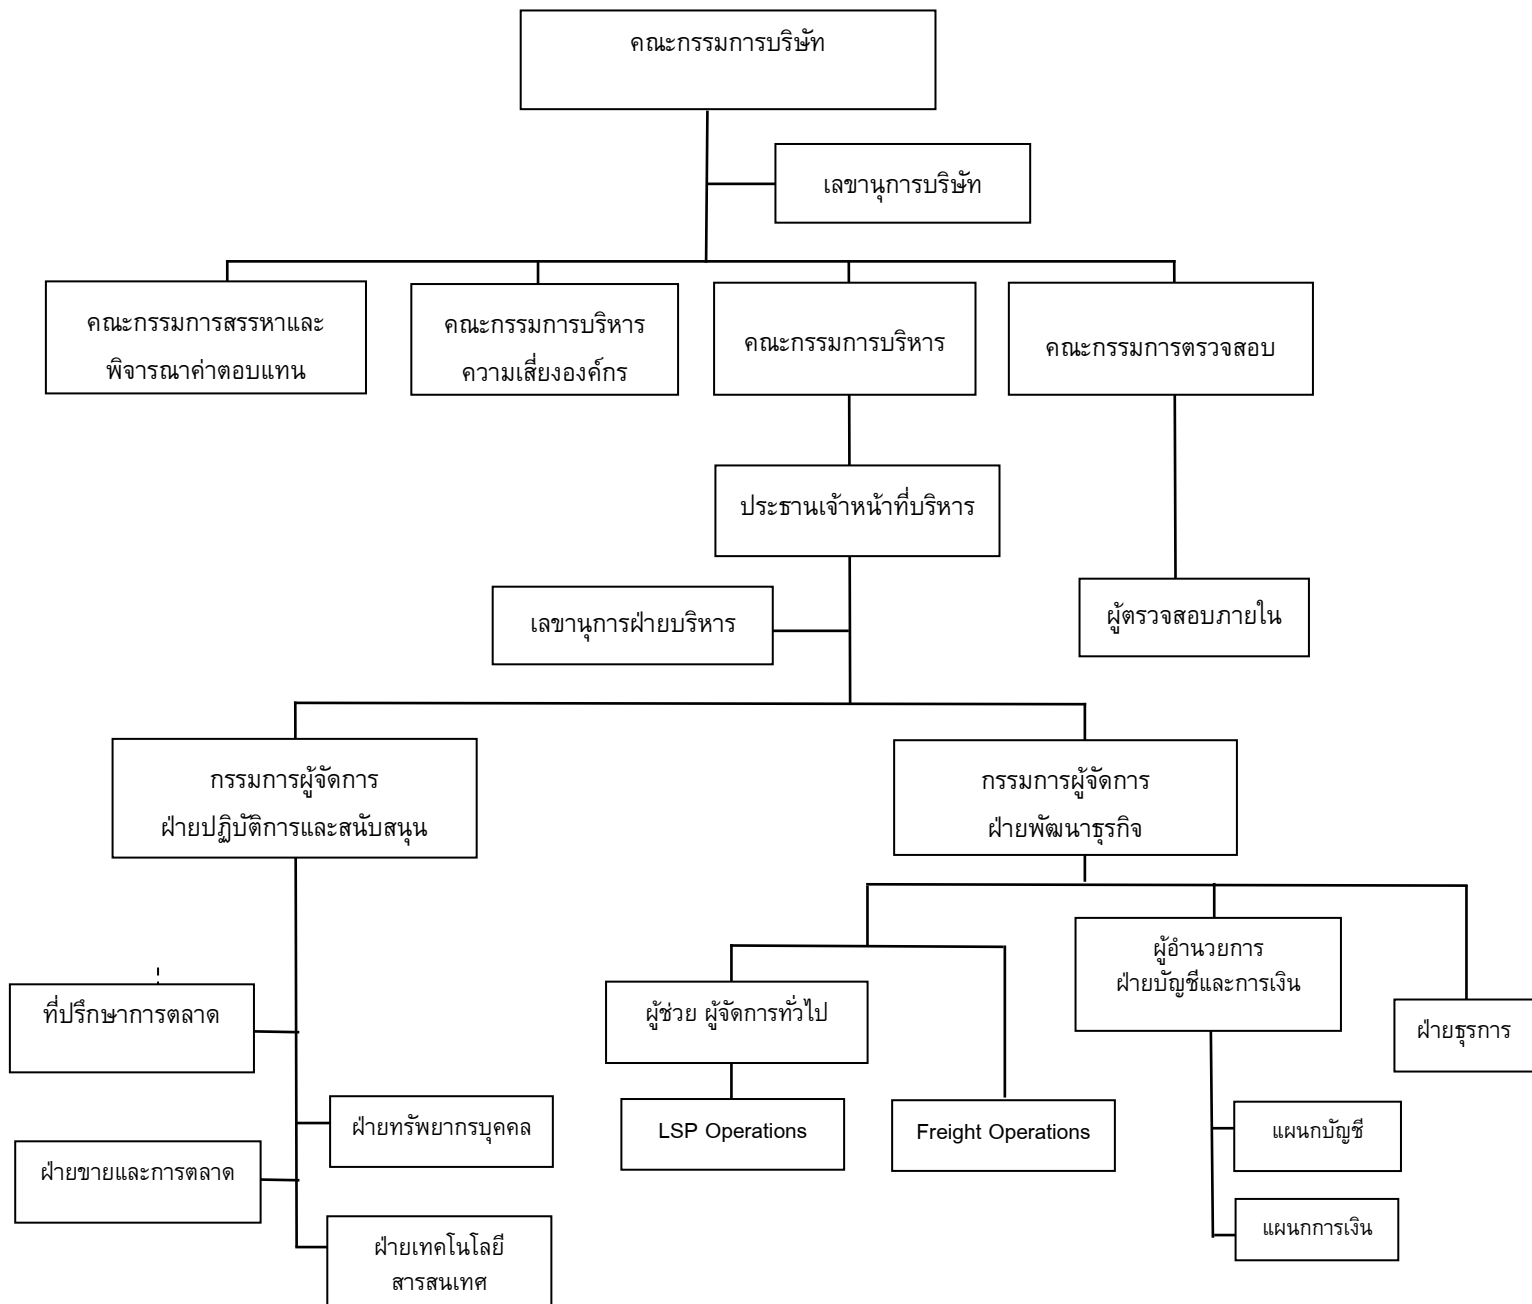 คณะกรรมการบริษัท
เลขานุการบริษัท
คณะกรรมการสรรหาและ
พิจารณาค่าตอบแทน
คณะกรรมการบริหาร
ความเสี่ยงองค์กร
คณะกรรมการบริหาร
คณะกรรมการตรวจสอบ
ประธานเจ้าหน้าที่บริหาร
เลขานุการฝ่ายบริหาร
ผู้ตรวจสอบภายใน
กรรมการผู้จัดการ
ฝ่ายปฏิบัติการและสนับสนุน
กรรมการผู้จัดการ
ฝ่ายพัฒนาธุรกิจ
ที่ปรึกษาการตลาด
ฝ่ายทรัพยากรบุคคล
ฝ่ายขายและการตลาด
ฝ่ายเทคโนโลยี
สารสนเทศ
ผู้ช่วย ผู้จัดการทั่วไป
LSP Operations
Freight Operations
ผู้อำนวยการ
ฝ่ายบัญชีและการเงิน
แผนกบัญชี
แผนกการเงิน
ฝ่ายธุรการ